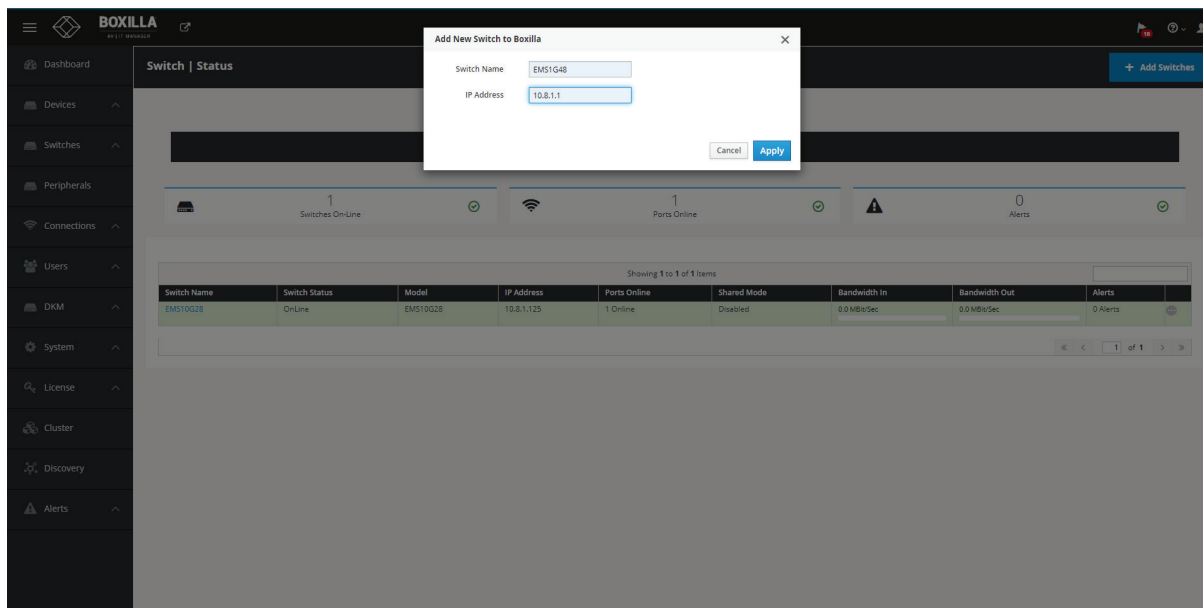 BOXILLA
AV | IT MANAGER
18
Dashboard
Devices
Switches
Peripherals
Connections
Users
DKM
System
License
Cluster
Discovery
Alerts
Switch | Status
+ Add Switches
Add New Switch to Boxilla
Switch Name EMS1G48
IP Address 10.8.1.1
Cancel Apply
1
Switches On-Line
1
Ports Online
0
Alerts
Showing 1 to 1 of 1 items
Switch Name Switch Status Model IP Address Ports Online Shared Mode Bandwidth In Bandwidth Out Alerts
EMS10G28 OnLine EMS10G28 10.8.1.125 1 Online Disabled 0.0 MBit/Sec 0.0 MBit/Sec 0 Alerts
« < 1 of 1 > »